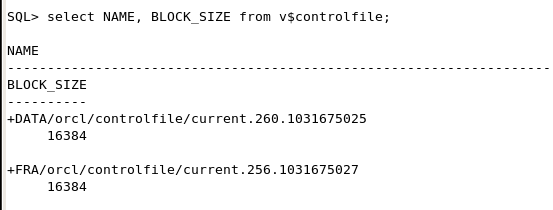 SQL> select NAME, BLOCK_SIZE from v$controlfile;
NAME
--------------------------------------------------------------------
BLOCK_SIZE
----------
+DATA/orcl/controlfile/current.260.1031675025
16384
+FRA/orcl/controlfile/current.256.1031675027
16384